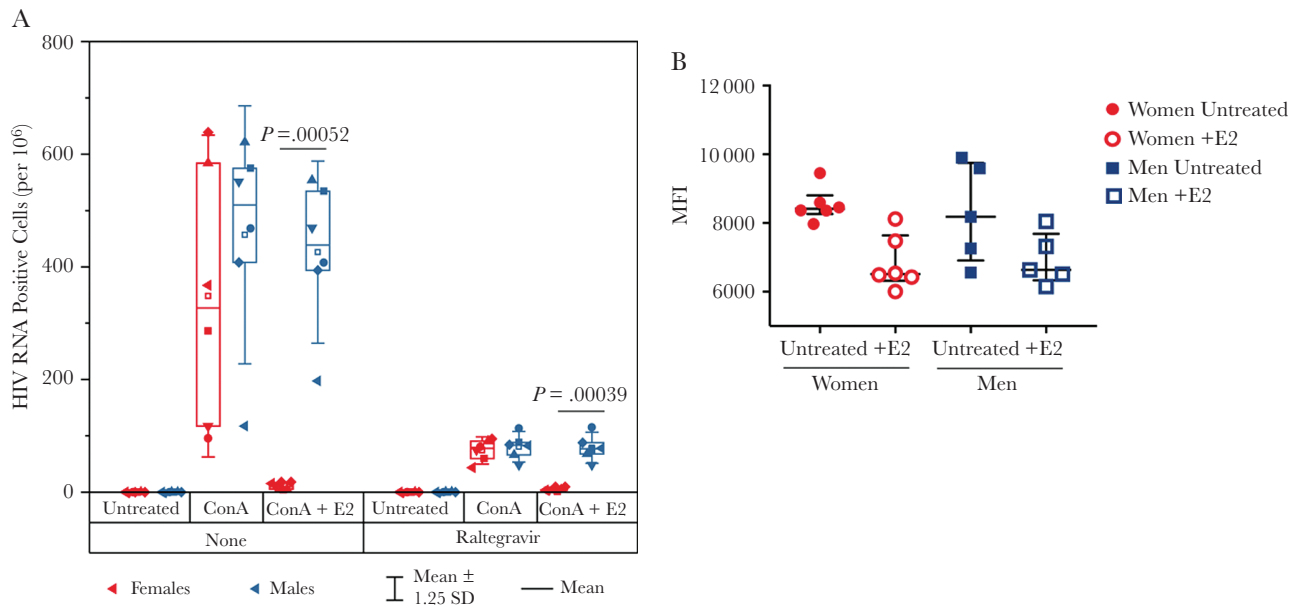 A
800
600
400
200
0
HIV RNA Positive Cells (per 10⁶)
P =.00052
P = .00039
Untreated ConA ConA + E2 Untreated ConA ConA + E2
None Raltegravir
Females Males Mean ± 1.25 SD Mean
B
12 000
10 000
8000
6000
MFI
Women Untreated
Women +E2
Men Untreated
Men +E2
Untreated +E2 Untreated +E2
Women Men